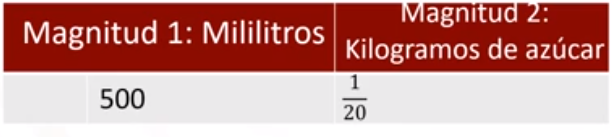 Magnitud 1: Mililitros
Magnitud 2:
Kilogramos de azúcar
500
1/20